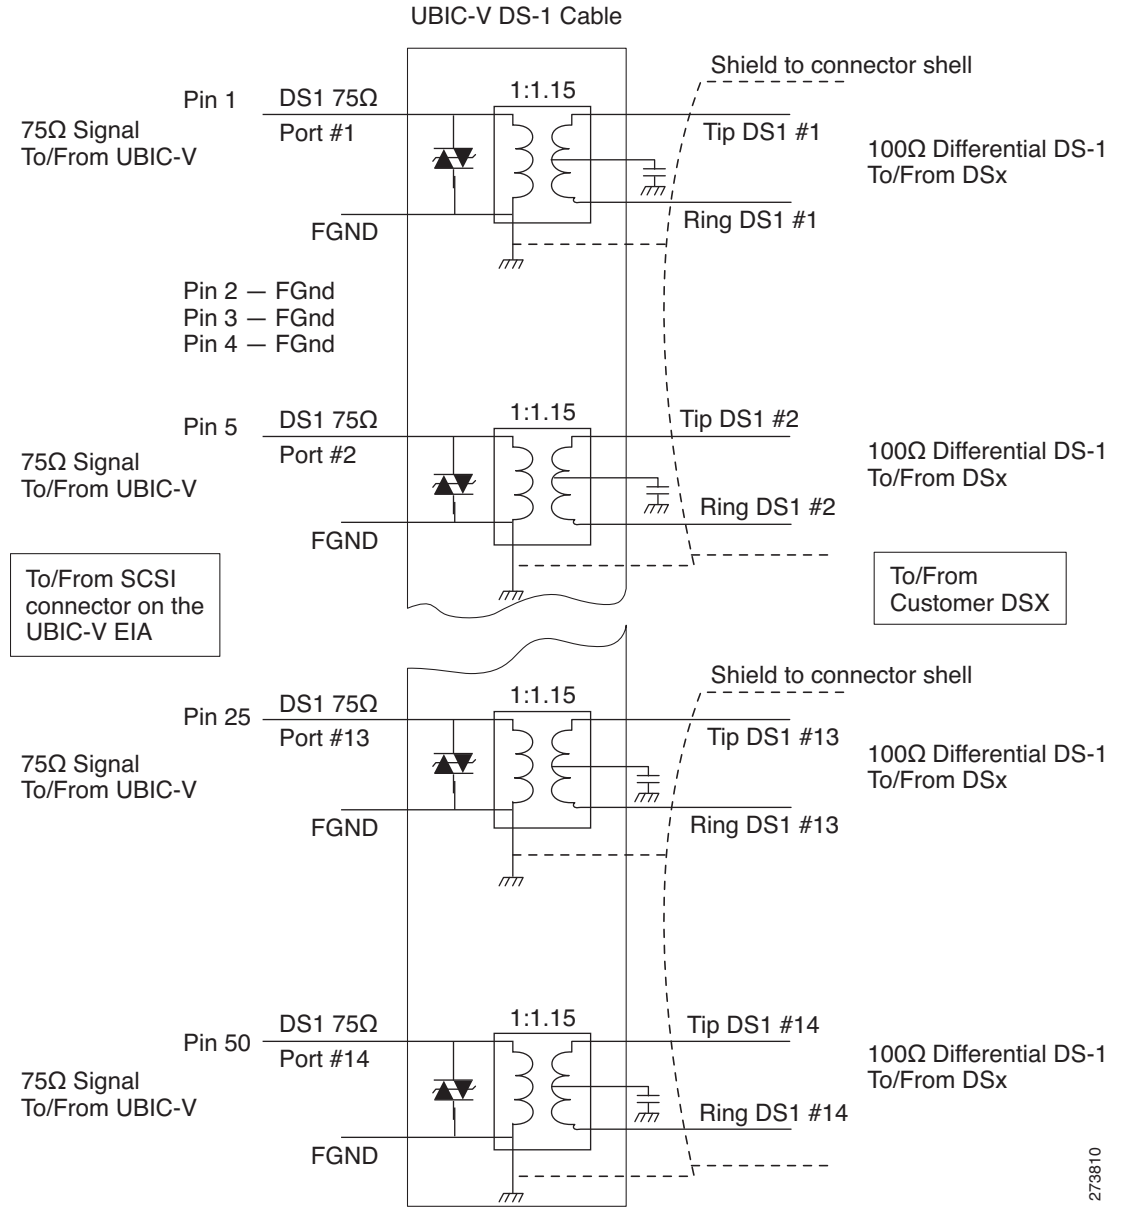 UBIC-V DS-1 Cable
Shield to connector shell
Pin 1
DS1 75Ω
1:1.15
75Ω Signal
To/From UBIC-V
Port #1
Tip DS1 #1
100Ω Differential DS-1
To/From DSx
FGND
Ring DS1 #1
Pin 2 — FGnd
Pin 3 — FGnd
Pin 4 — FGnd
Pin 5
DS1 75Ω
1:1.15
Tip DS1 #2
75Ω Signal
To/From UBIC-V
Port #2
100Ω Differential DS-1
To/From DSx
Ring DS1 #2
FGND
To/From SCSI
connector on the
UBIC-V EIA
To/From
Customer DSX
Shield to connector shell
Pin 25
DS1 75Ω
1:1.15
Port #13
Tip DS1 #13
75Ω Signal
To/From UBIC-V
100Ω Differential DS-1
To/From DSx
FGND
Ring DS1 #13
Pin 50
DS1 75Ω
1:1.15
Tip DS1 #14
Port #14
100Ω Differential DS-1
To/From DSx
75Ω Signal
To/From UBIC-V
Ring DS1 #14
FGND
273810